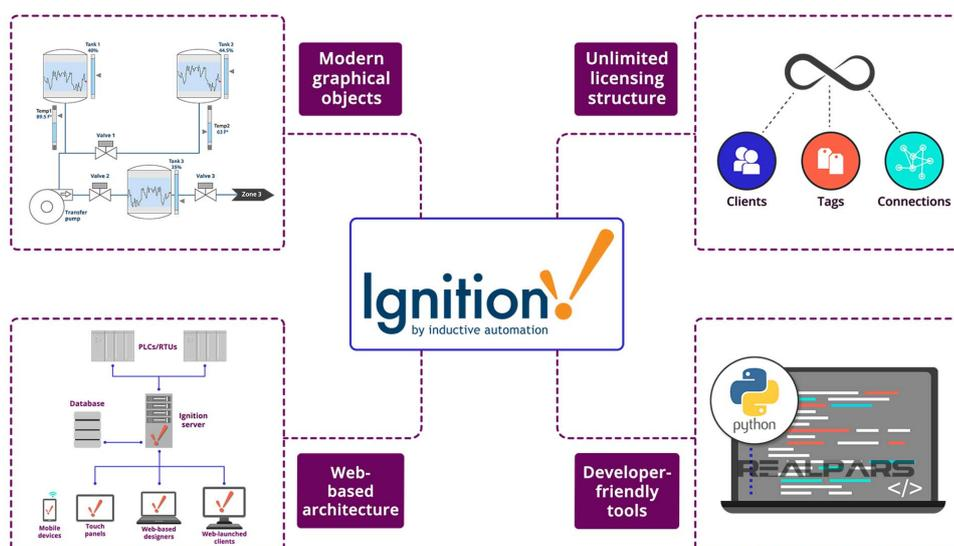 Tank 1
40%
Tank 2
44.5%
Temp1
89.5 F°
Temp2
63 F°
Valve 1
Tank 3
35%
Valve 2
Valve 3
Zone 3
Transfer
pump
Modern
graphical
objects
Unlimited
licensing
structure
Clients
Tags
Connections
Ignition!
by inductive automation
PLCs/RTUs
Database
Ignition
server
Mobile
devices
Touch
panels
Web-based
designers
Web-launched
clients
Web-
based
architecture
Developer-
friendly
tools
python
REALPARS
</>